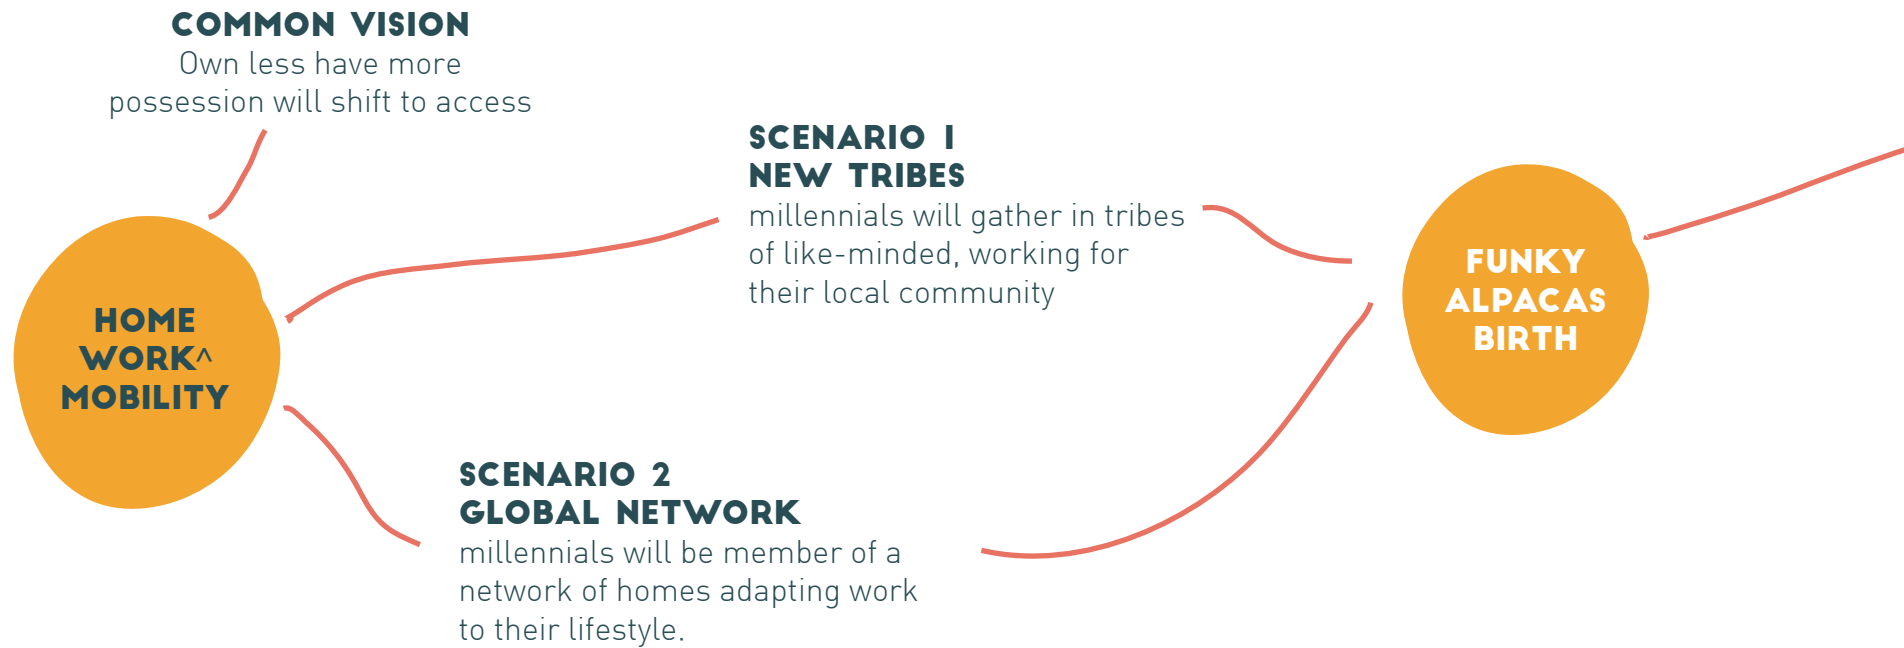 COMMON VISION
Own less have more
possession will shift to access
HOME
WORK^
MOBILITY
SCENARIO 1
NEW TRIBES
millennials will gather in tribes
of like-minded, working for
their local community
SCENARIO 2
GLOBAL NETWORK
millennials will be member of a
network of homes adapting work
to their lifestyle.
FUNKY
ALPACAS
BIRTH